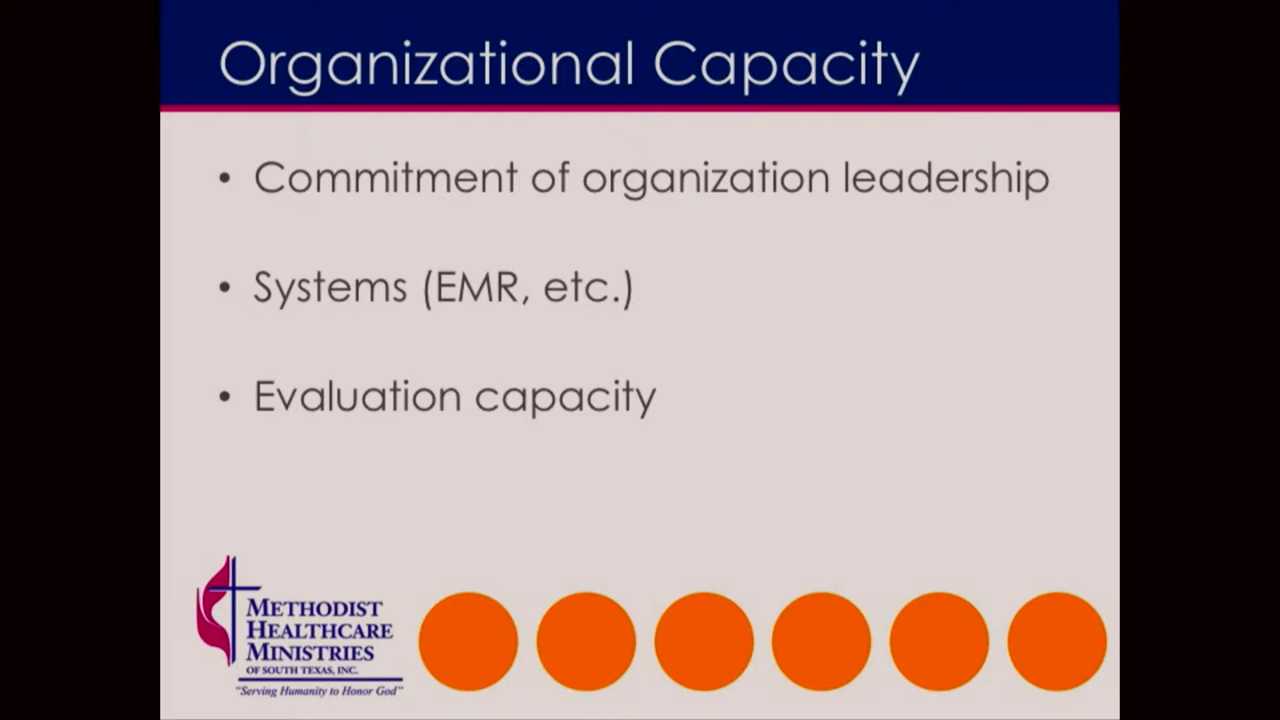 Organizational Capacity
• Commitment of organization leadership
• Systems (EMR, etc.)
• Evaluation capacity
METHODIST
HEALTHCARE
MINISTRIES
OF SOUTH TEXAS, INC.
"Serving Humanity to Honor God"